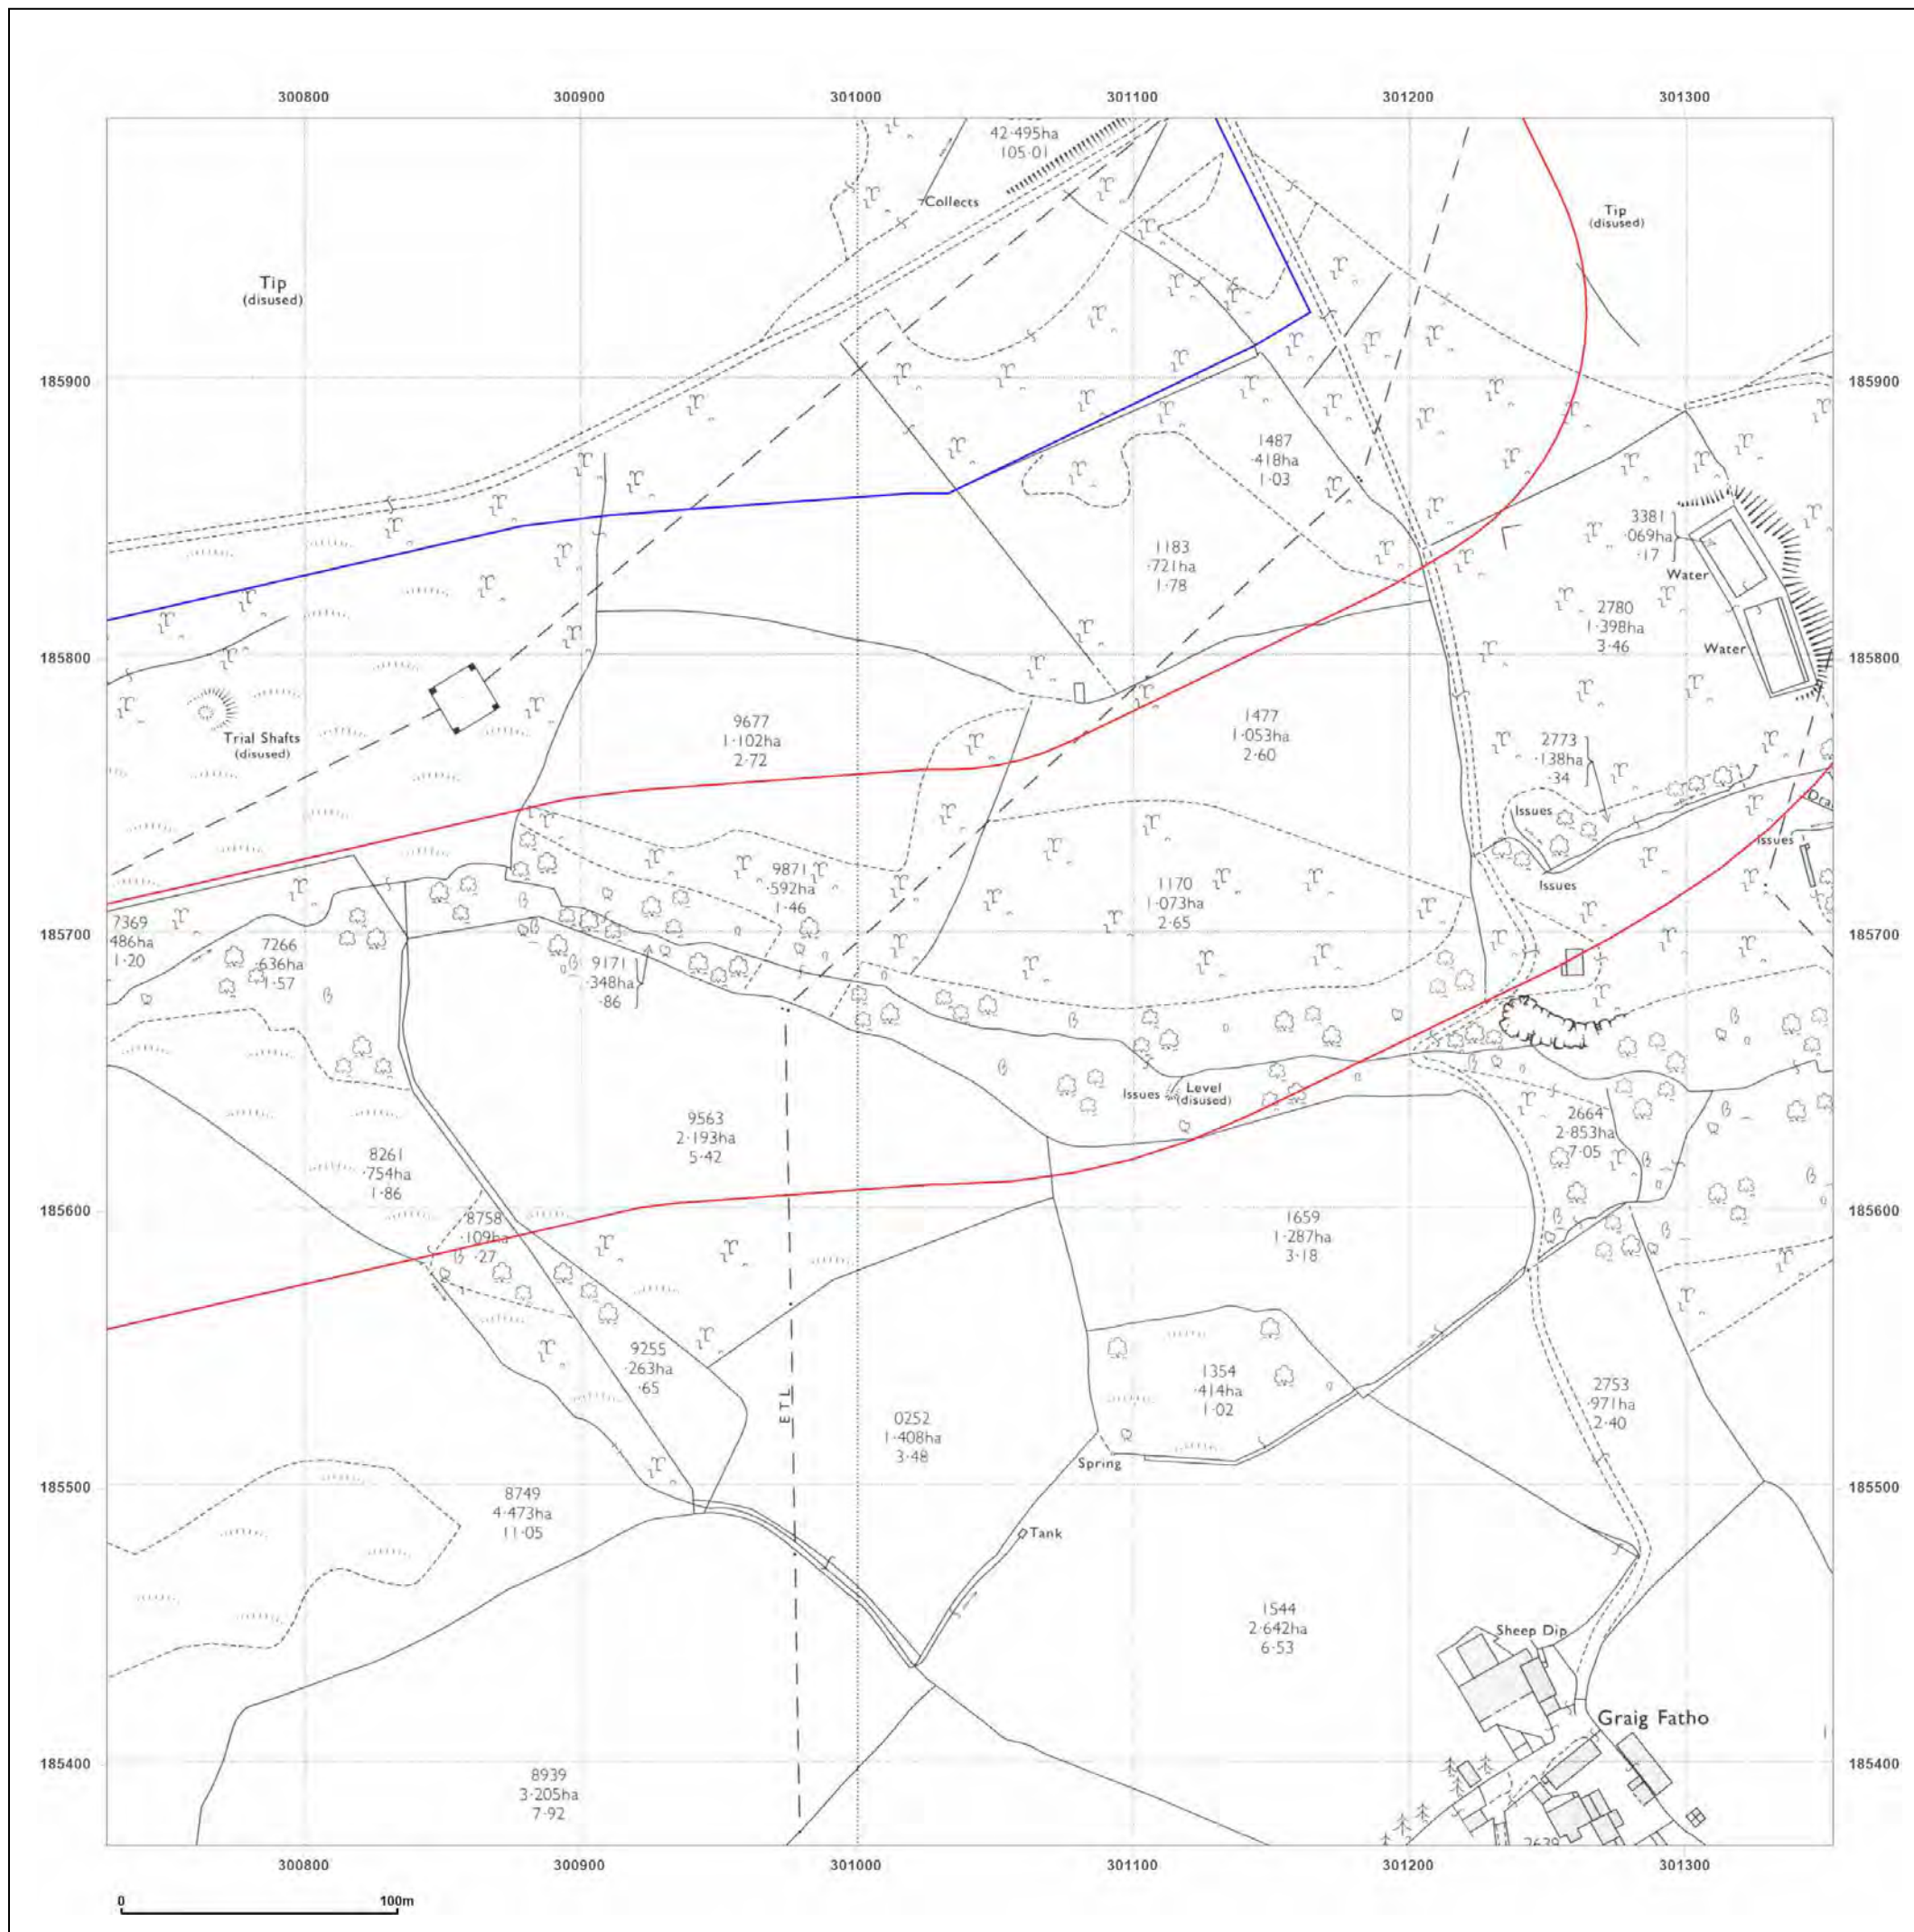 300800 300900 301000 301100 301200 301300
42·495ha
105·01
Collects
Tip
(disused)
Tip
(disused)
185900
185900
1487
·418ha
1·03
3381
·069ha
·17
Water
1183
·721ha
1·78
2780
1·398ha
3·46
Water
185800
185800
Trial Shafts
(disused)
9677
1·102ha
2·72
1477
1·053ha
2·60
2773
·138ha
·34
Issues
Issues
Issues
9871
·592ha
1·46
1170
1·073ha
2·65
7369
486ha
1·20
7266
·636ha
1·57
185700
185700
9171
·348ha
·86
Issues
Level
(disused)
9563
2·193ha
5·42
2664
2·853ha
7·05
8261
·754ha
1·86
185600
185600
8758
·109ha
·27
1659
1·287ha
3·18
9255
·263ha
·65
1354
·414ha
1·02
2753
·971ha
2·40
ETL
0252
1·408ha
3·48
Spring
185500
185500
8749
4·473ha
11·05
Tank
1544
2·642ha
6·53
Sheep Dip
Graig Fatho
185400
185400
8939
3·205ha
7·92
2639
300800 300900 301000 301100 301200 301300
0 100m